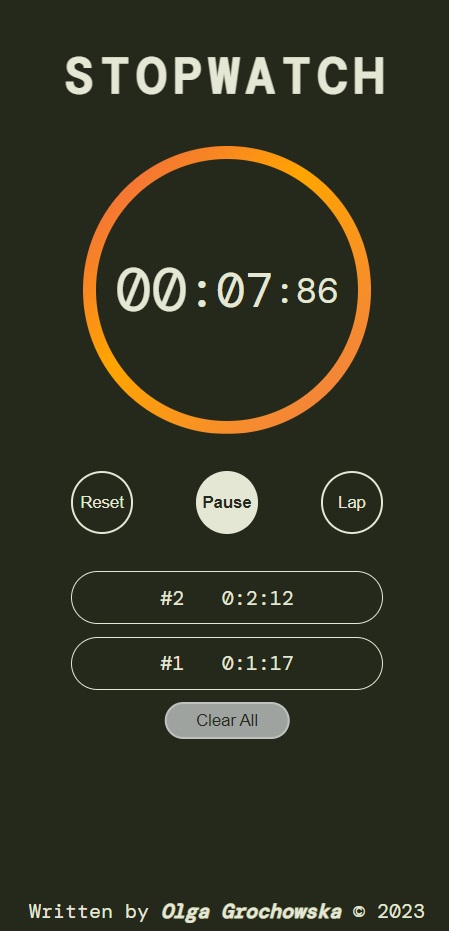 STOPWATCH
00:07:86
Reset Pause Lap
#2 0:2:12
#1 0:1:17
Clear All
Written by Olga Grochowska © 2023